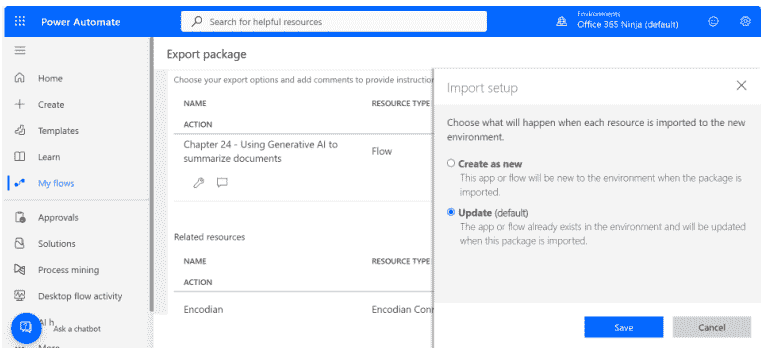 Power Automate
Search for helpful resources
Environments
Office 365 Ninja (default)
Home
Create
Templates
Learn
My flows
Approvals
Solutions
Process mining
Desktop flow activity
AI h
Ask a chatbot
More
Export package
Choose your export options and add comments to provide instruction
NAME RESOURCE TYPE
ACTION
Chapter 24 - Using Generative AI to Flow
summarize documents
Related resources
NAME RESOURCE TYPE
ACTION
Encodian Encodian Conn
Import setup
Choose what will happen when each resource is imported to the new
environment.
Create as new
This app or flow will be new to the environment when the package is
imported.
Update (default)
The app or flow already exists in the environment and will be updated
when this package is imported.
Save Cancel